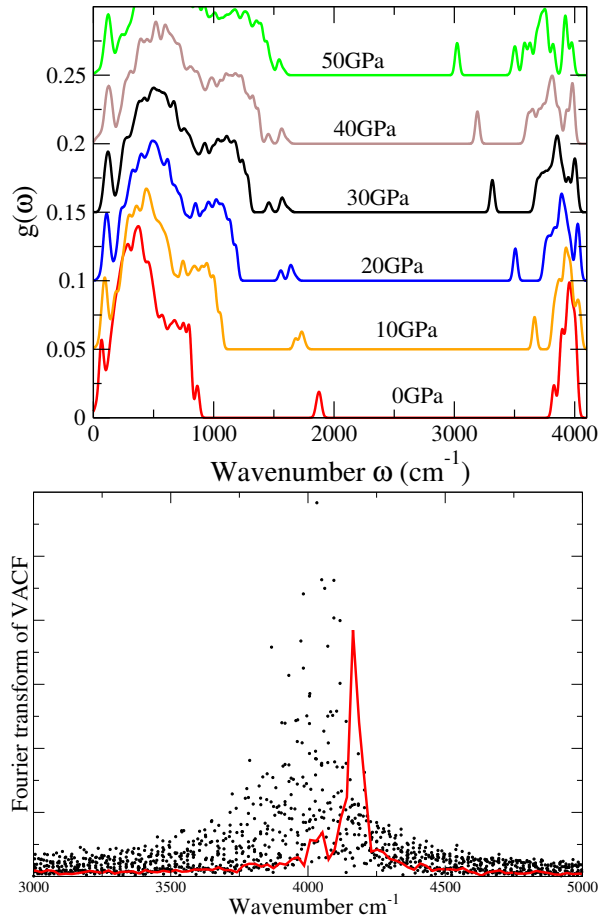 50GPa
0.25
40GPa
0.2
30GPa
g(ω)
0.15
20GPa
0.1
10GPa
0.05
0GPa
0
0 1000 2000 3000 4000
Wavenumber ω (cm-1)
Fourier transform of VACF
3000 3500 4000 4500 5000
Wavenumber cm-1